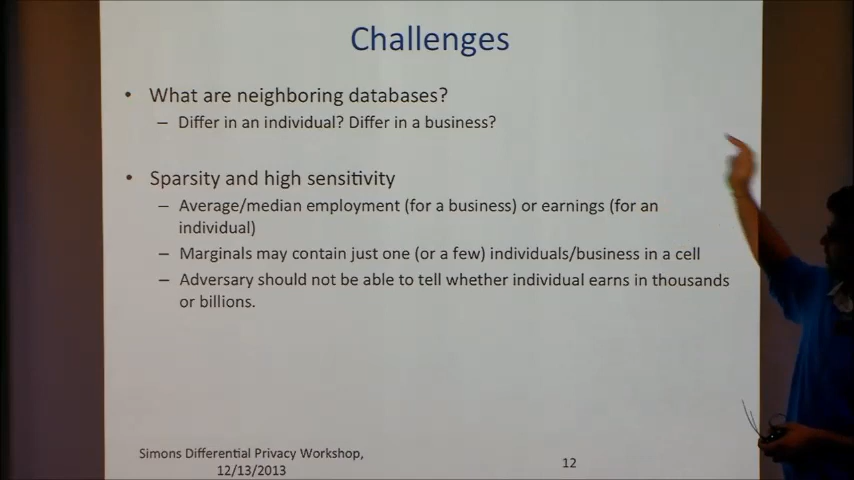 Challenges
• What are neighboring databases?
– Differ in an individual? Differ in a business?
• Sparsity and high sensitivity
– Average/median employment (for a business) or earnings (for an
individual)
– Marginals may contain just one (or a few) individuals/business in a cell
– Adversary should not be able to tell whether individual earns in thousands
or billions.
Simons Differential Privacy Workshop,
12/13/2013
12